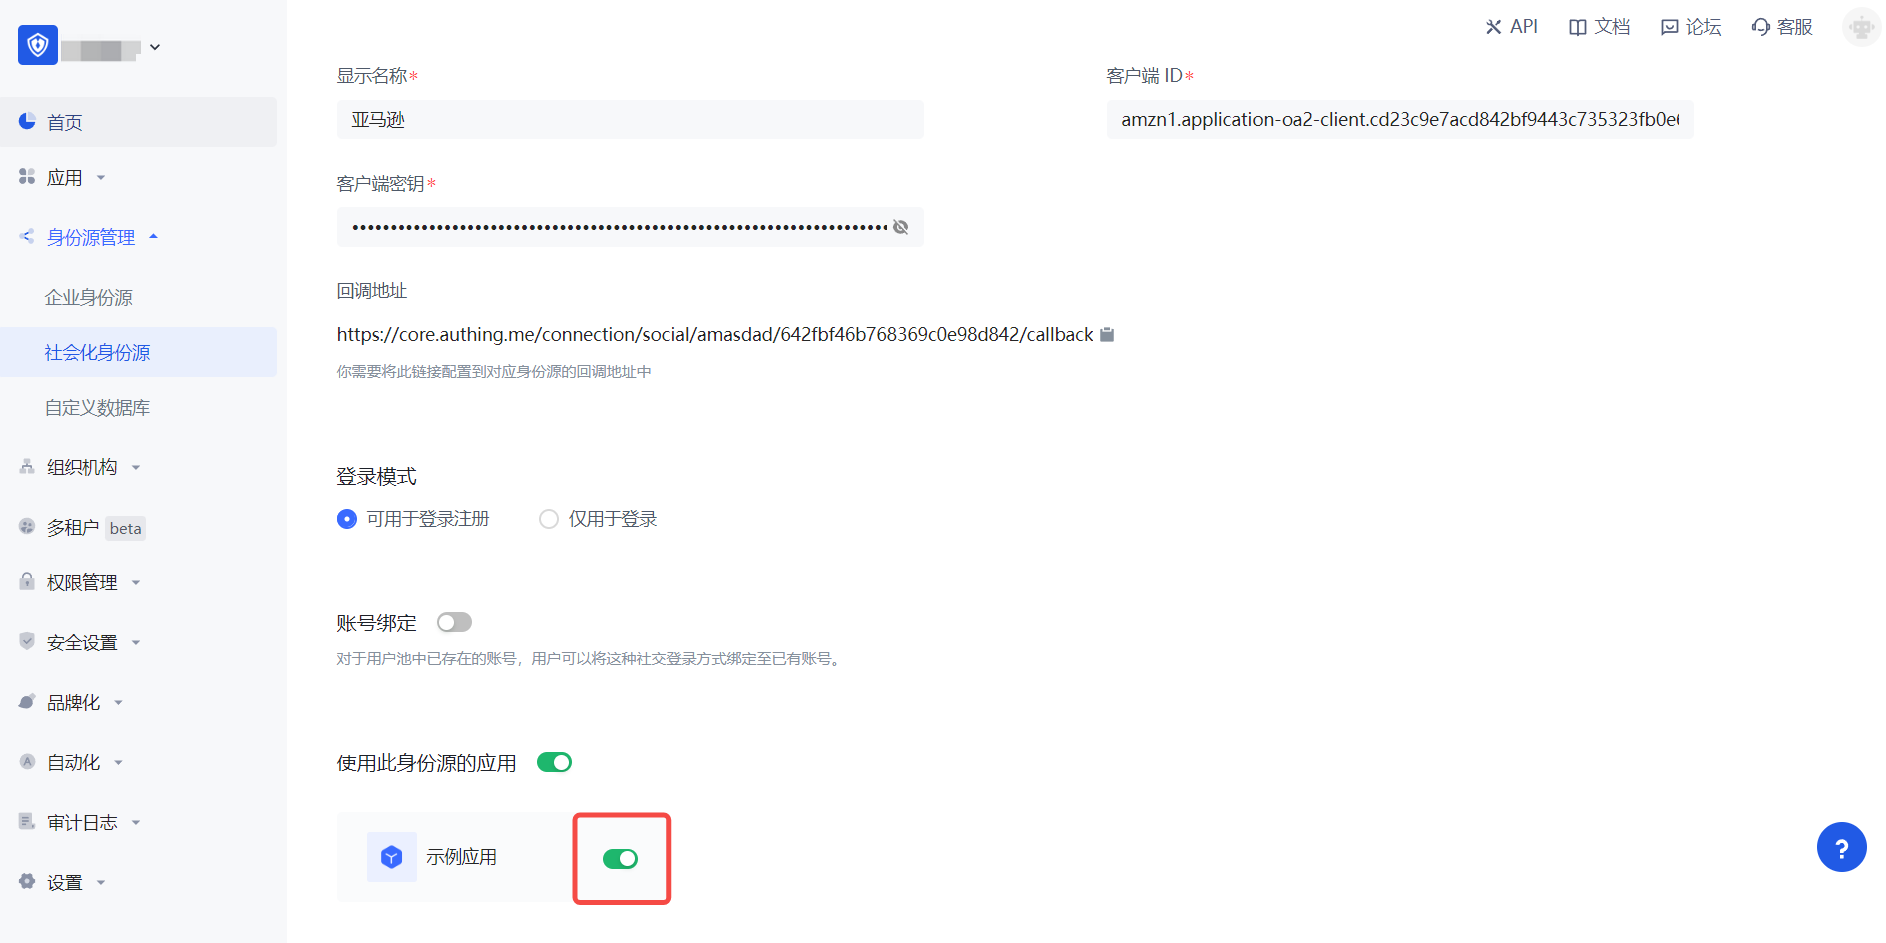 API
文档
论坛
客服
首页
应用
身份源管理
企业身份源
社会化身份源
自定义数据库
组织机构
多租户 beta
权限管理
安全设置
品牌化
自动化
审计日志
设置
显示名称*
亚马逊
客户端 ID*
amzn1.application-oa2-client.cd23c9e7acd842bf9443c735323fb0e
客户端密钥*
回调地址
https://core.authing.me/connection/social/amasdad/642fbf46b768369c0e98d842/callback
你需要将此链接配置到对应身份源的回调地址中
登录模式
可用于登录注册
仅用于登录
账号绑定
对于用户池中已存在的账号，用户可以将这种社交登录方式绑定至已有账号。
使用此身份源的应用
示例应用
?